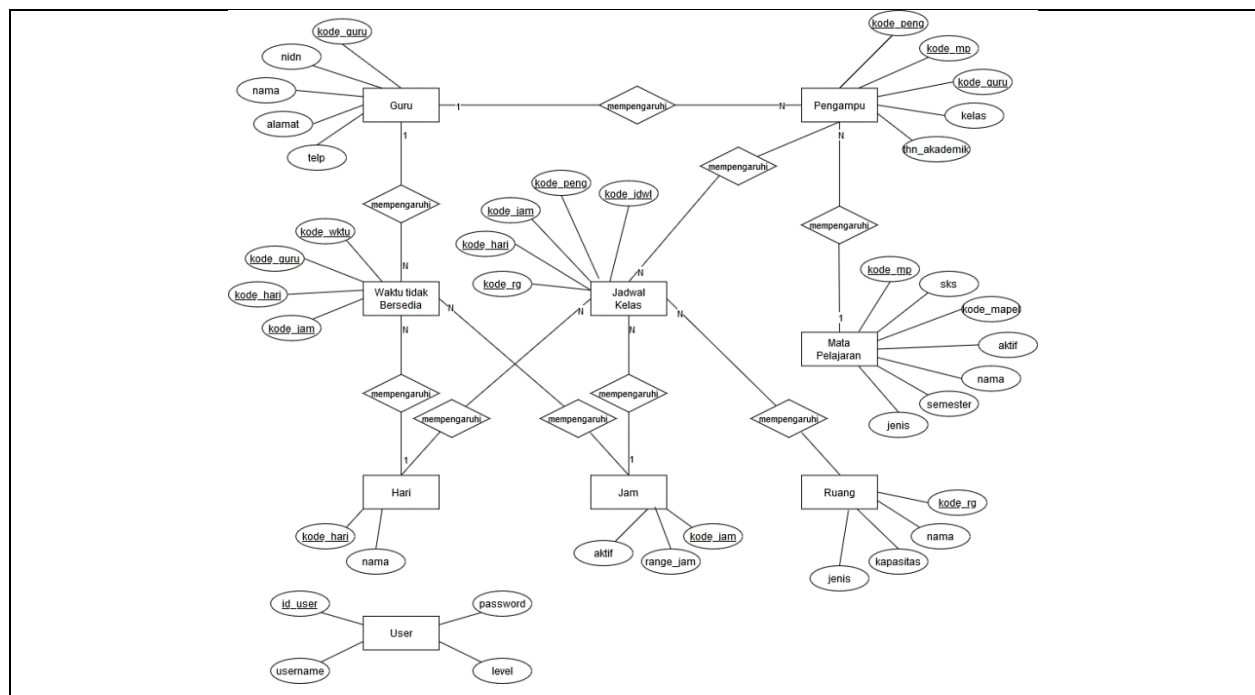 kode_guru
nidn
nama
alamat
telp
Guru
1
mempengaruhi
N
Pengampu
kode_peng
kode_mp
kode_guru
kelas
thn_akademik
1
mempengaruhi
N
N
mempengaruhi
N
N
mempengaruhi
1
kode_wktu
kode_guru
kode_hari
kode_jam
Waktu tidak
Bersedia
kode_peng
kode_jdwl
kode_jam
kode_hari
kode_rg
Jadwal
Kelas
kode_mp
sks
kode_mapel
aktif
nama
semester
jenis
Mata
Pelajaran
N
mempengaruhi
1
N
mempengaruhi
N
mempengaruhi
N
mempengaruhi
1
N
mempengaruhi
Hari
kode_hari
nama
Jam
aktif
range_jam
kode_jam
Ruang
kode_rg
nama
kapasitas
jenis
id_user
password
User
username
level